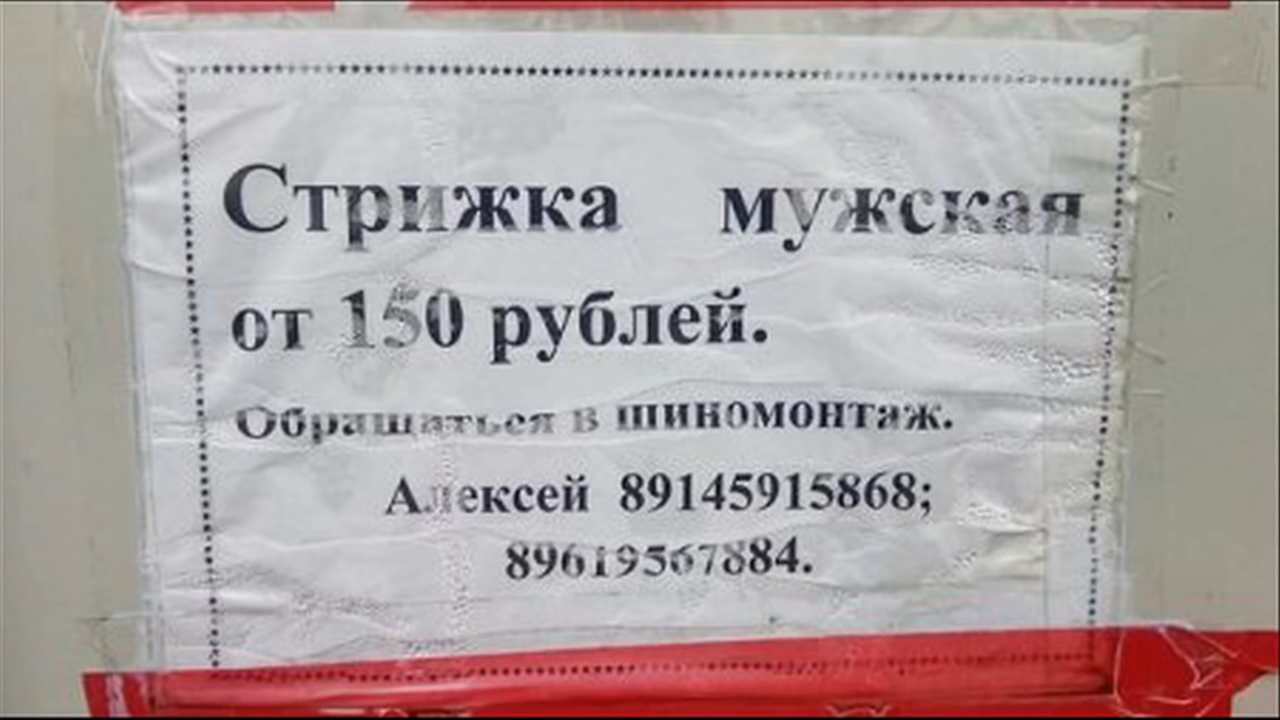 Стрижка мужская
от 150 рублей.
Обращаться в шиномонтаж.
Алексей 89145915868;
89619567884.